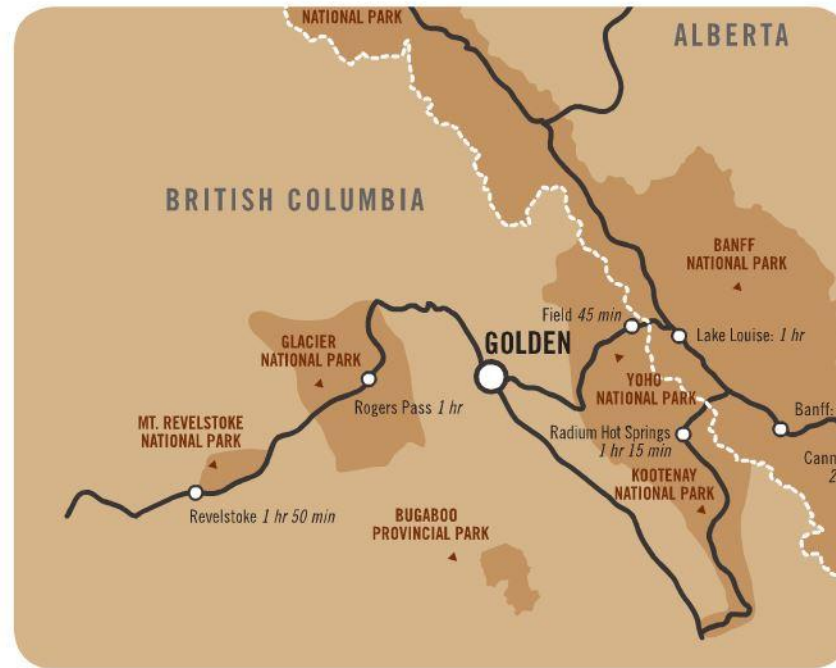 NATIONAL PARK
ALBERTA
BRITISH COLUMBIA
BANFF
NATIONAL PARK
Field 45 min
Lake Louise: 1 hr
GLACIER
NATIONAL PARK
GOLDEN
YOHO
NATIONAL PARK
Rogers Pass 1 hr
Banff:
MT. REVELSTOKE
NATIONAL PARK
Radium Hot Springs
1 hr 15 min
Cann
2
KOOTENAY
NATIONAL PARK
Revelstoke 1 hr 50 min
BUGABOO
PROVINCIAL PARK